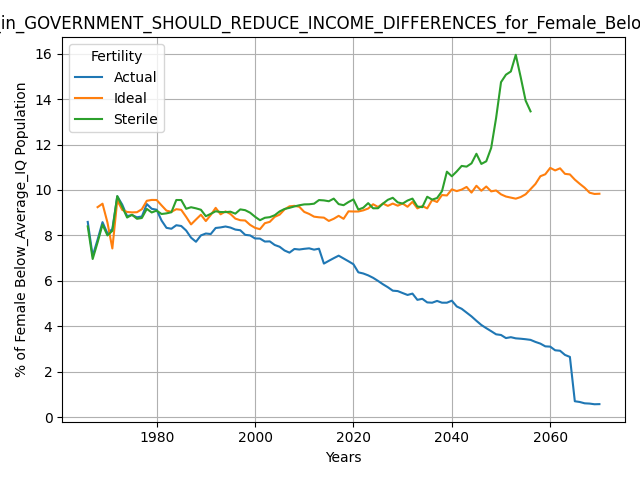 _in_GOVERNMENT_SHOULD_REDUCE_INCOME_DIFFERENCES_for_Female_Belo
Fertility
Actual
Ideal
Sterile
% of Female Below_Average_IQ Population
16
14
12
10
8
6
4
2
0
1980
2000
2020
2040
2060
Years